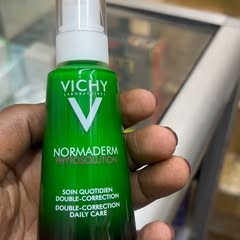 VICHY
LABORATOIRES
NORMADERM
PHYTOSOLUTION
SOIN QUOTIDIEN
DOUBLE-CORRECTION
DOUBLE-CORRECTION
DAILY CARE